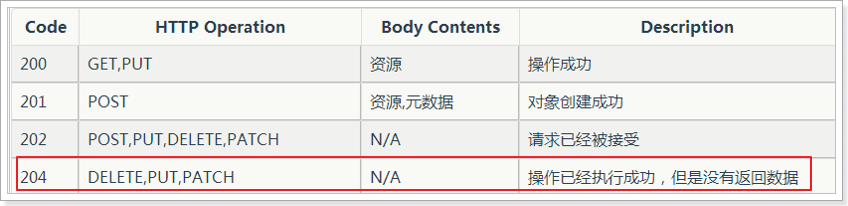 Code HTTP Operation Body Contents Description
200 GET,PUT 资源 操作成功
201 POST 资源,元数据 对象创建成功
202 POST,PUT,DELETE,PATCH N/A 请求已经被接受
204 DELETE,PUT,PATCH N/A 操作已经执行成功，但是没有返回数据